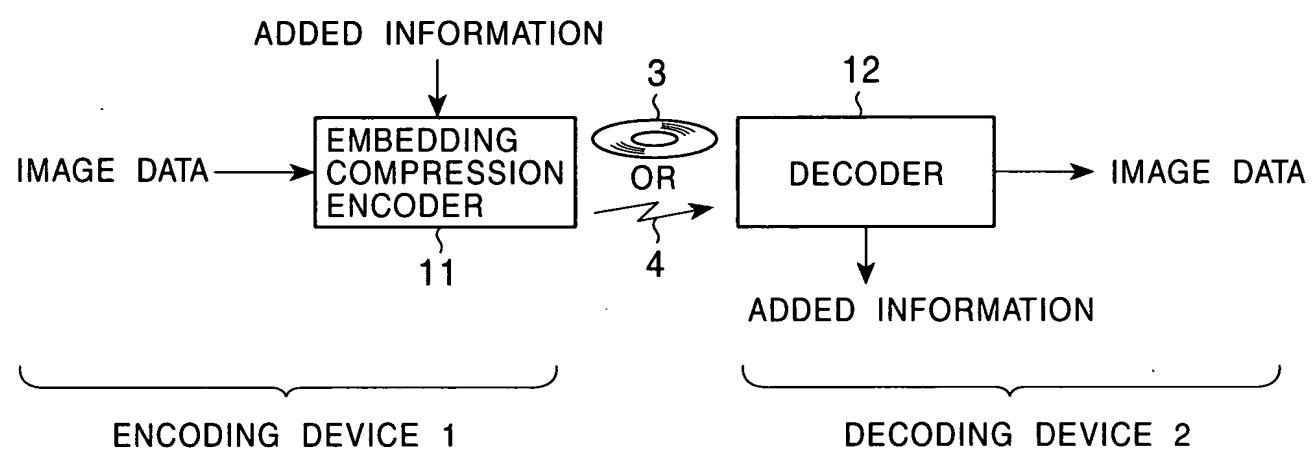 ADDED INFORMATION
3
12
IMAGE DATA
EMBEDDING
COMPRESSION
ENCODER
OR
DECODER
IMAGE DATA
11
4
ADDED INFORMATION
ENCODING DEVICE 1
DECODING DEVICE 2